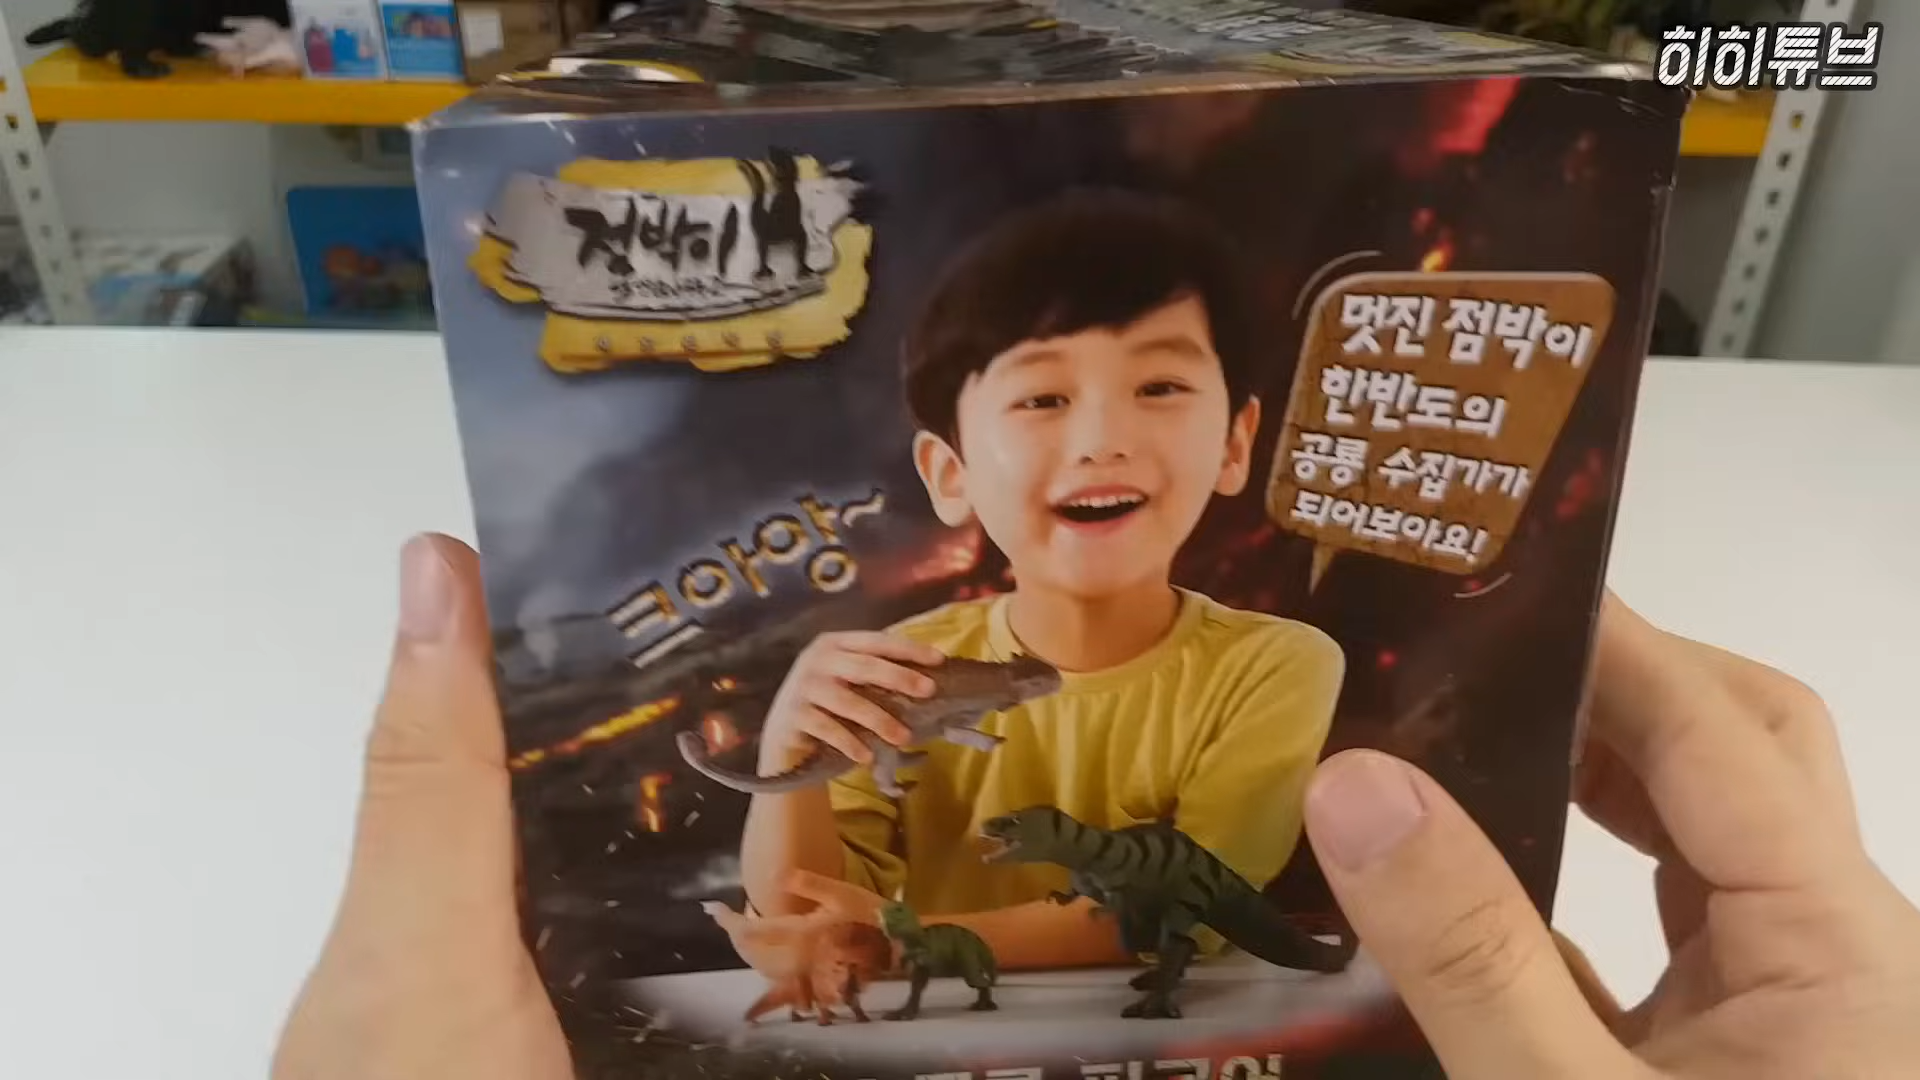 히히튜브
점박이
멋진 점박이
한반도의
공룡 수집가가
되어보아요!
크아앙~